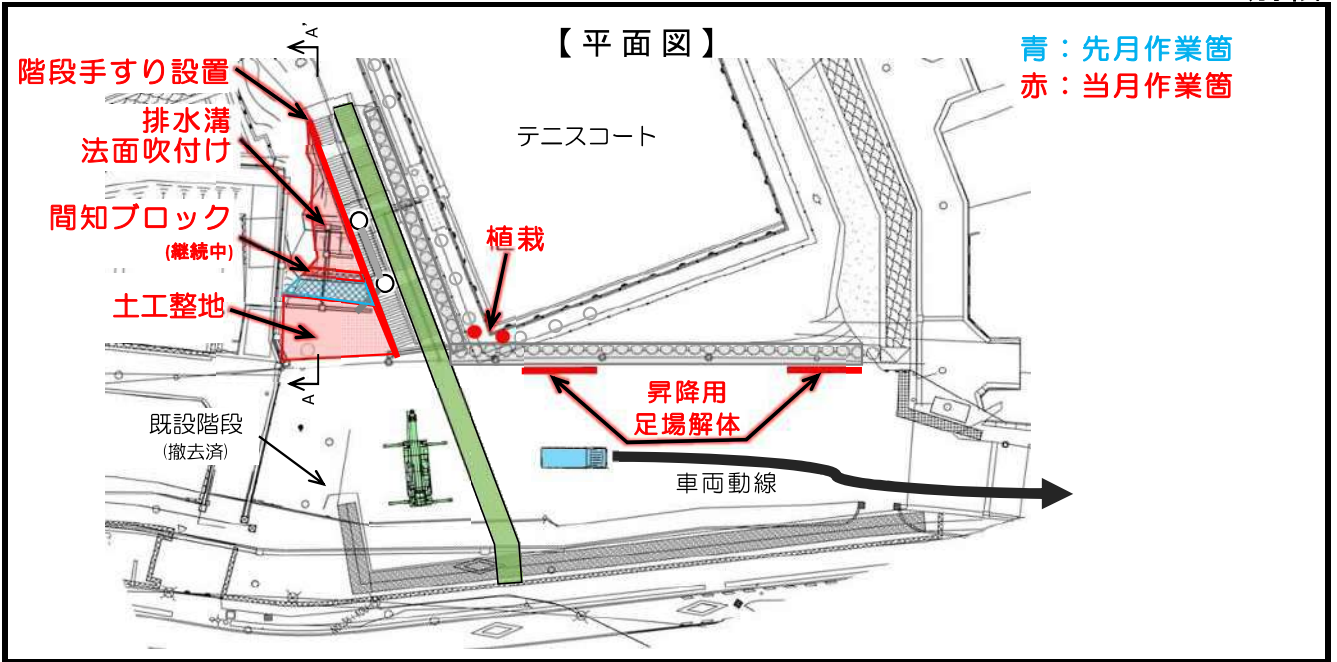 【平面図】
青：先月作業箇
赤：当月作業箇
A'
階段手すり設置
排水溝
法面吹付け
間知ブロック
(継続中)
土工整地
テニスコート
植栽
A
既設階段
(撤去済)
昇降用
足場解体
車両動線